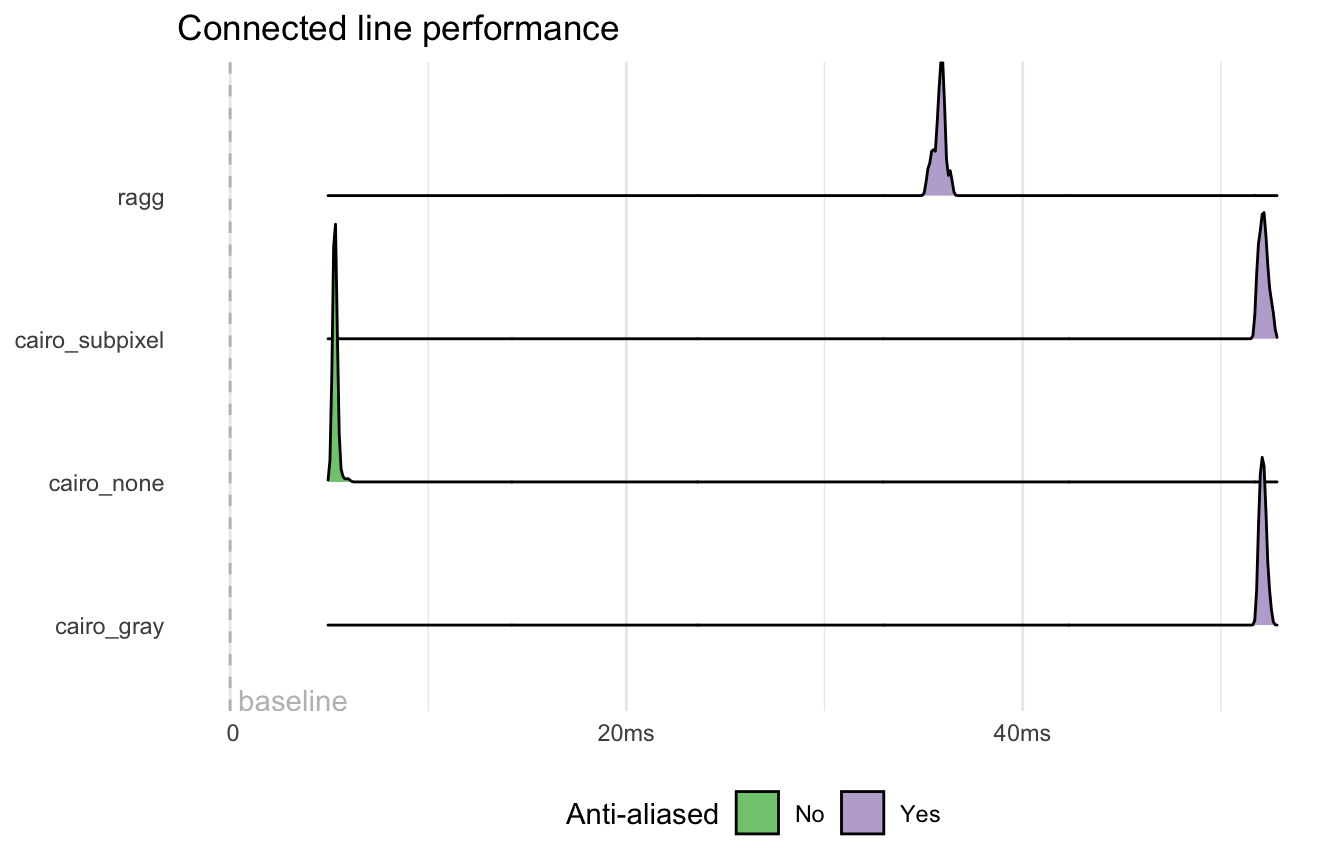 Connected line performance
ragg
cairo_subpixel
cairo_none
cairo_gray
baseline
0 20ms 40ms
Anti-aliased No Yes